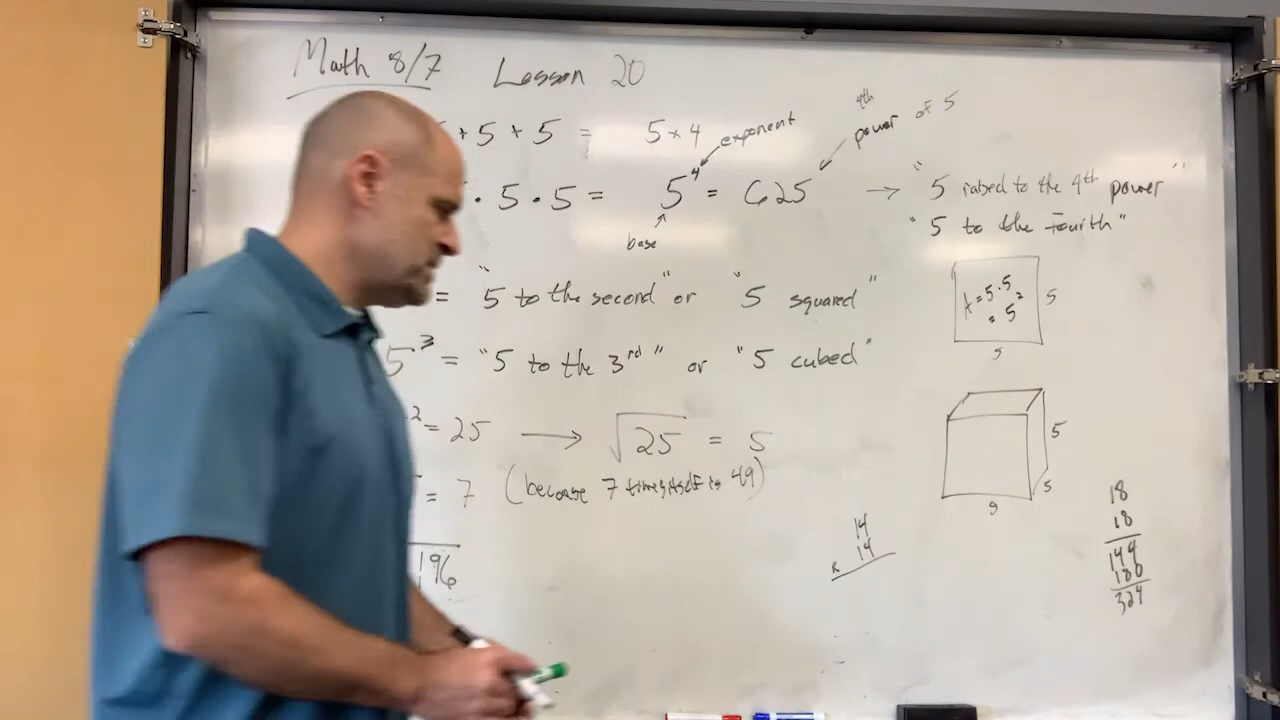 Math 8/7 Lesson 20
+ 5 + 5 = 5 × 4
exponent
4th
power of 5
· 5 · 5 = 5⁴ = 625 → "5 raised to the 4th power"
"5 to the Fourth"
base
= "5 to the second" or "5 squared"
A = 5·5
= 5²
5
5
5³ = "5 to the 3rd" or "5 cubed"
² = 25 → √25 = 5
5
5
= 7 (because 7 times itself is 49)
196
14
× 14
18
18
144
180
324